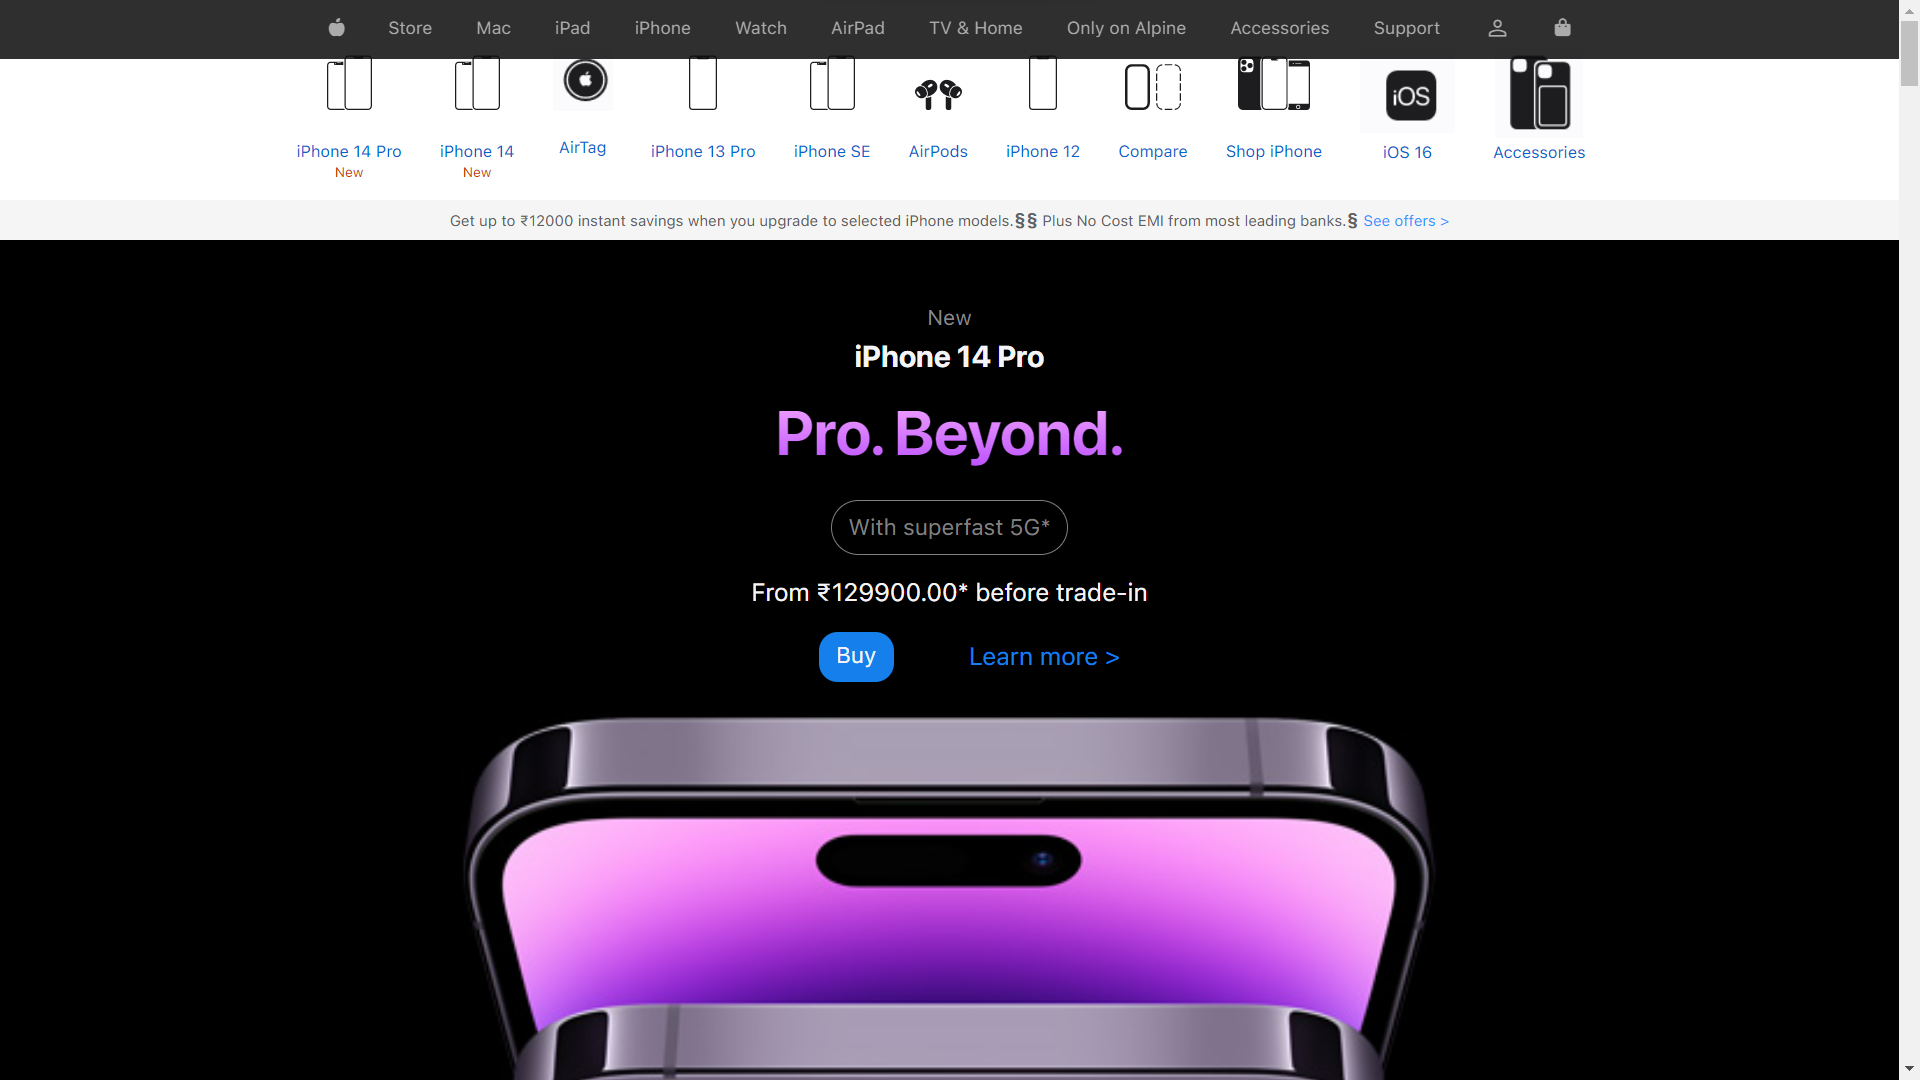 Store Mac iPad iPhone Watch AirPad TV & Home Only on Alpine Accessories Support
iOS
iPhone 14 Pro iPhone 14 AirTag iPhone 13 Pro iPhone SE AirPods iPhone 12 Compare Shop iPhone iOS 16 Accessories
New New
Get up to ₹12000 instant savings when you upgrade to selected iPhone models.§§ Plus No Cost EMI from most leading banks.§ See offers >
New
iPhone 14 Pro
Pro. Beyond.
With superfast 5G*
From ₹129900.00* before trade-in
Buy Learn more >